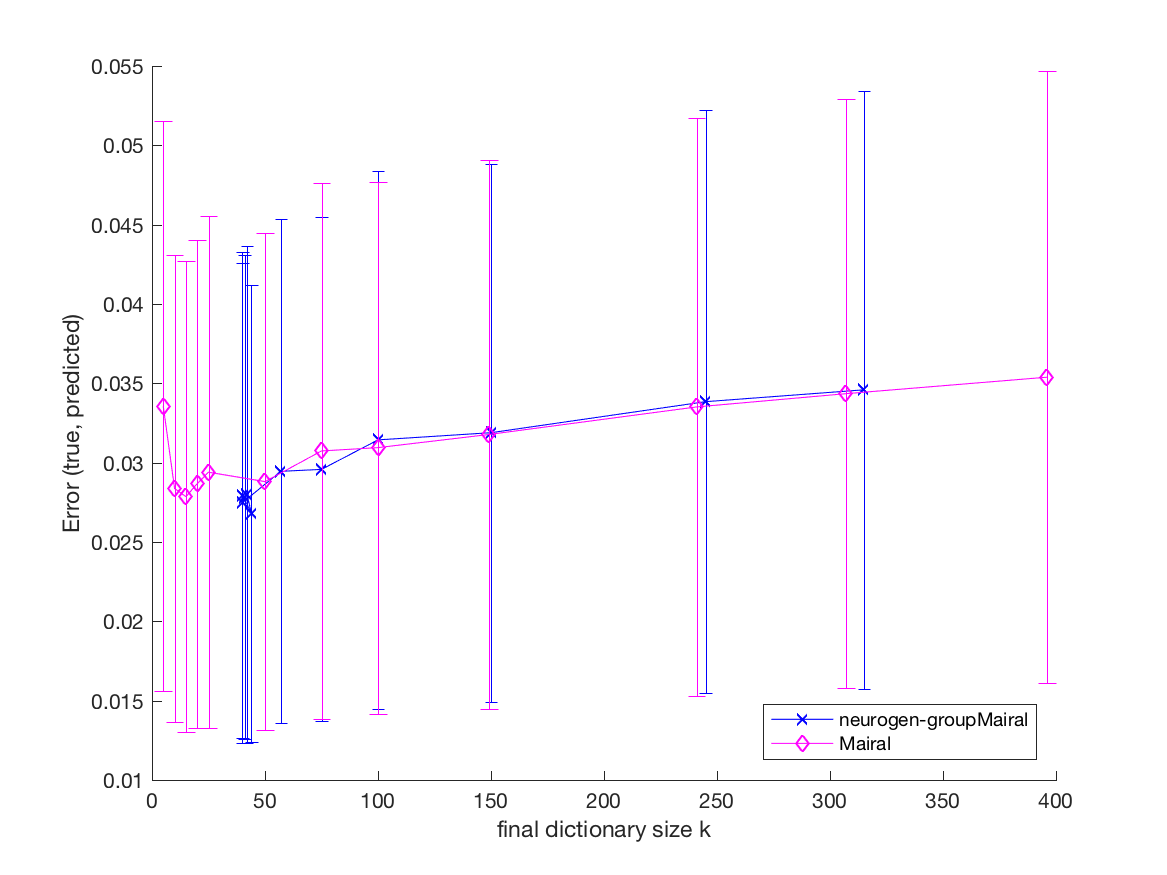 0.055
0.05
0.045
0.04
0.035
0.03
0.025
0.02
0.015
0.01
Error (true, predicted)
0 50 100 150 200 250 300 350 400
final dictionary size k
neurogen-groupMairal
Mairal